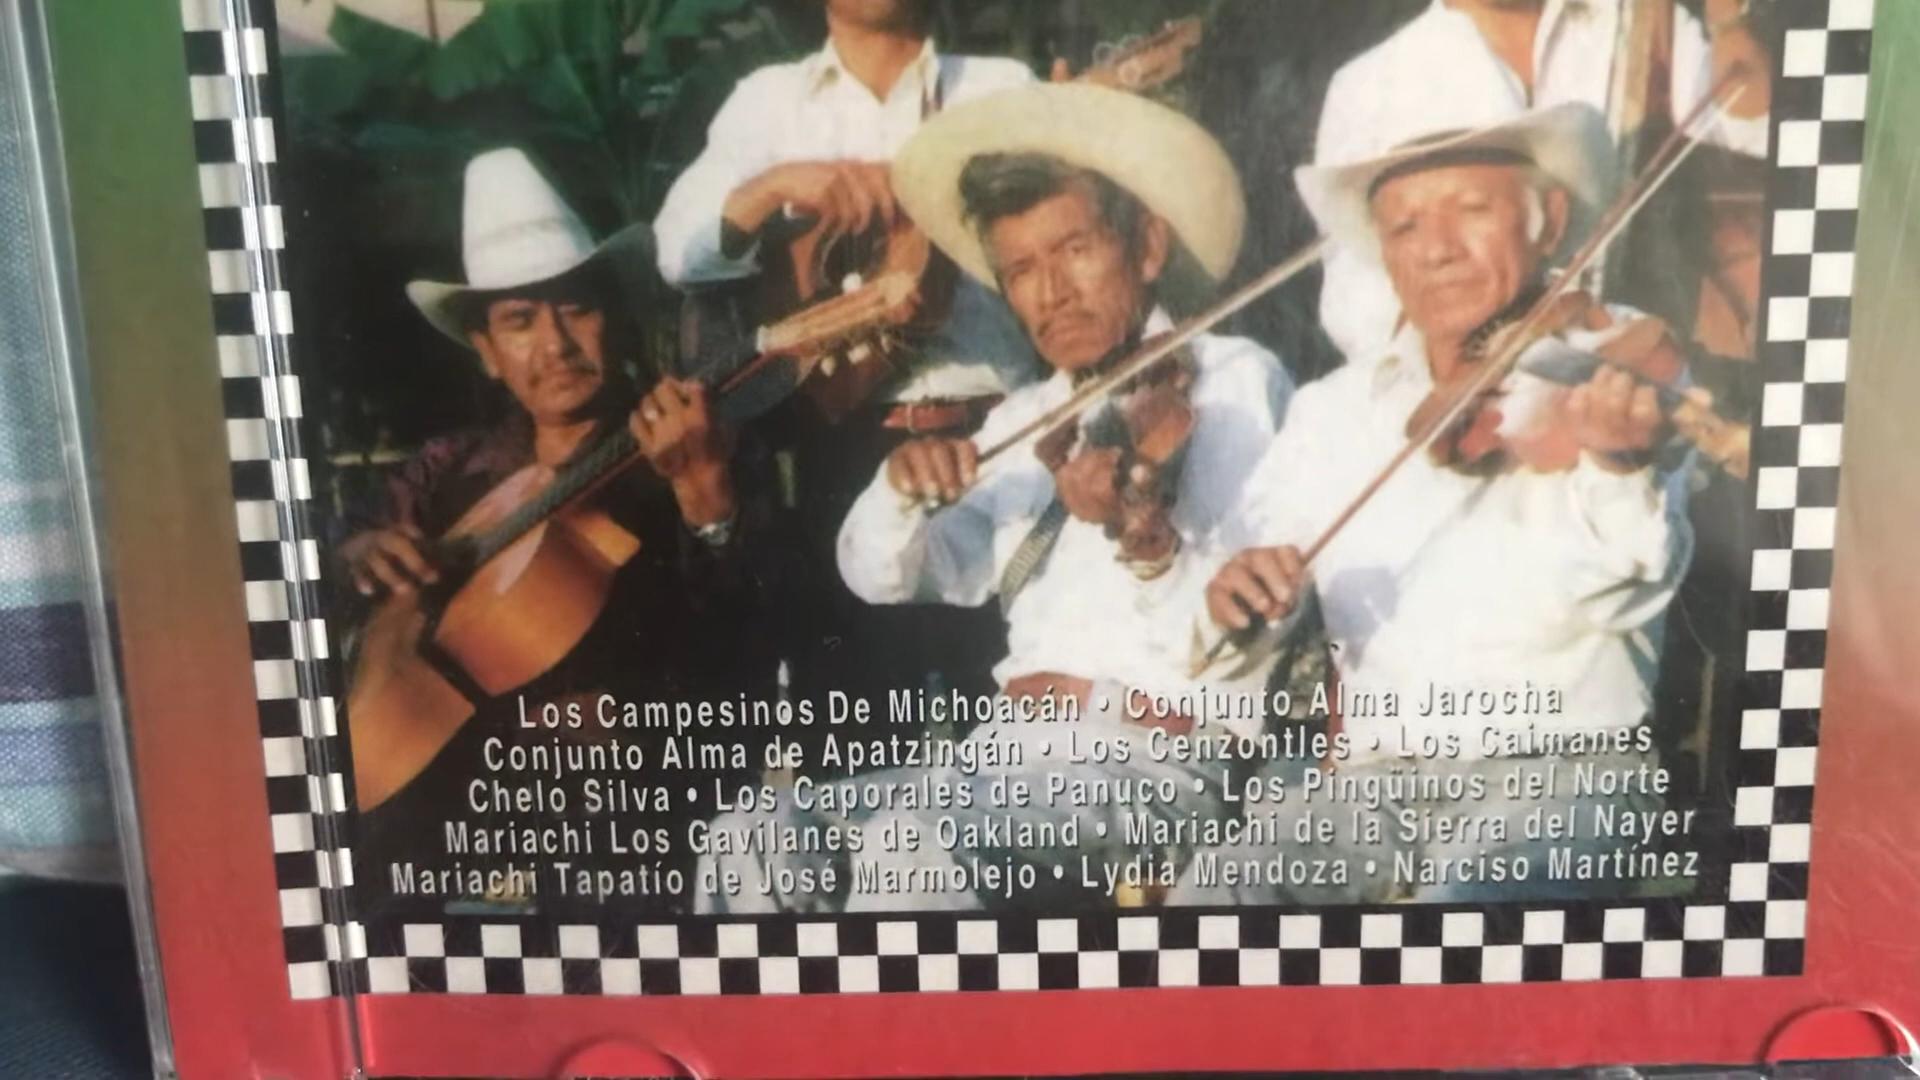 Los Campesinos De Michoacán • Conjunto Alma Jarocha
Conjunto Alma de Apatzingán • Los Cenzontles • Los Caimanes
Chelo Silva • Los Caporales de Panuco • Los Pingüinos del Norte
Mariachi Los Gavilanes de Oakland • Mariachi de la Sierra del Nayer
Mariachi Tapatío de José Marmolejo • Lydia Mendoza • Narciso Martínez